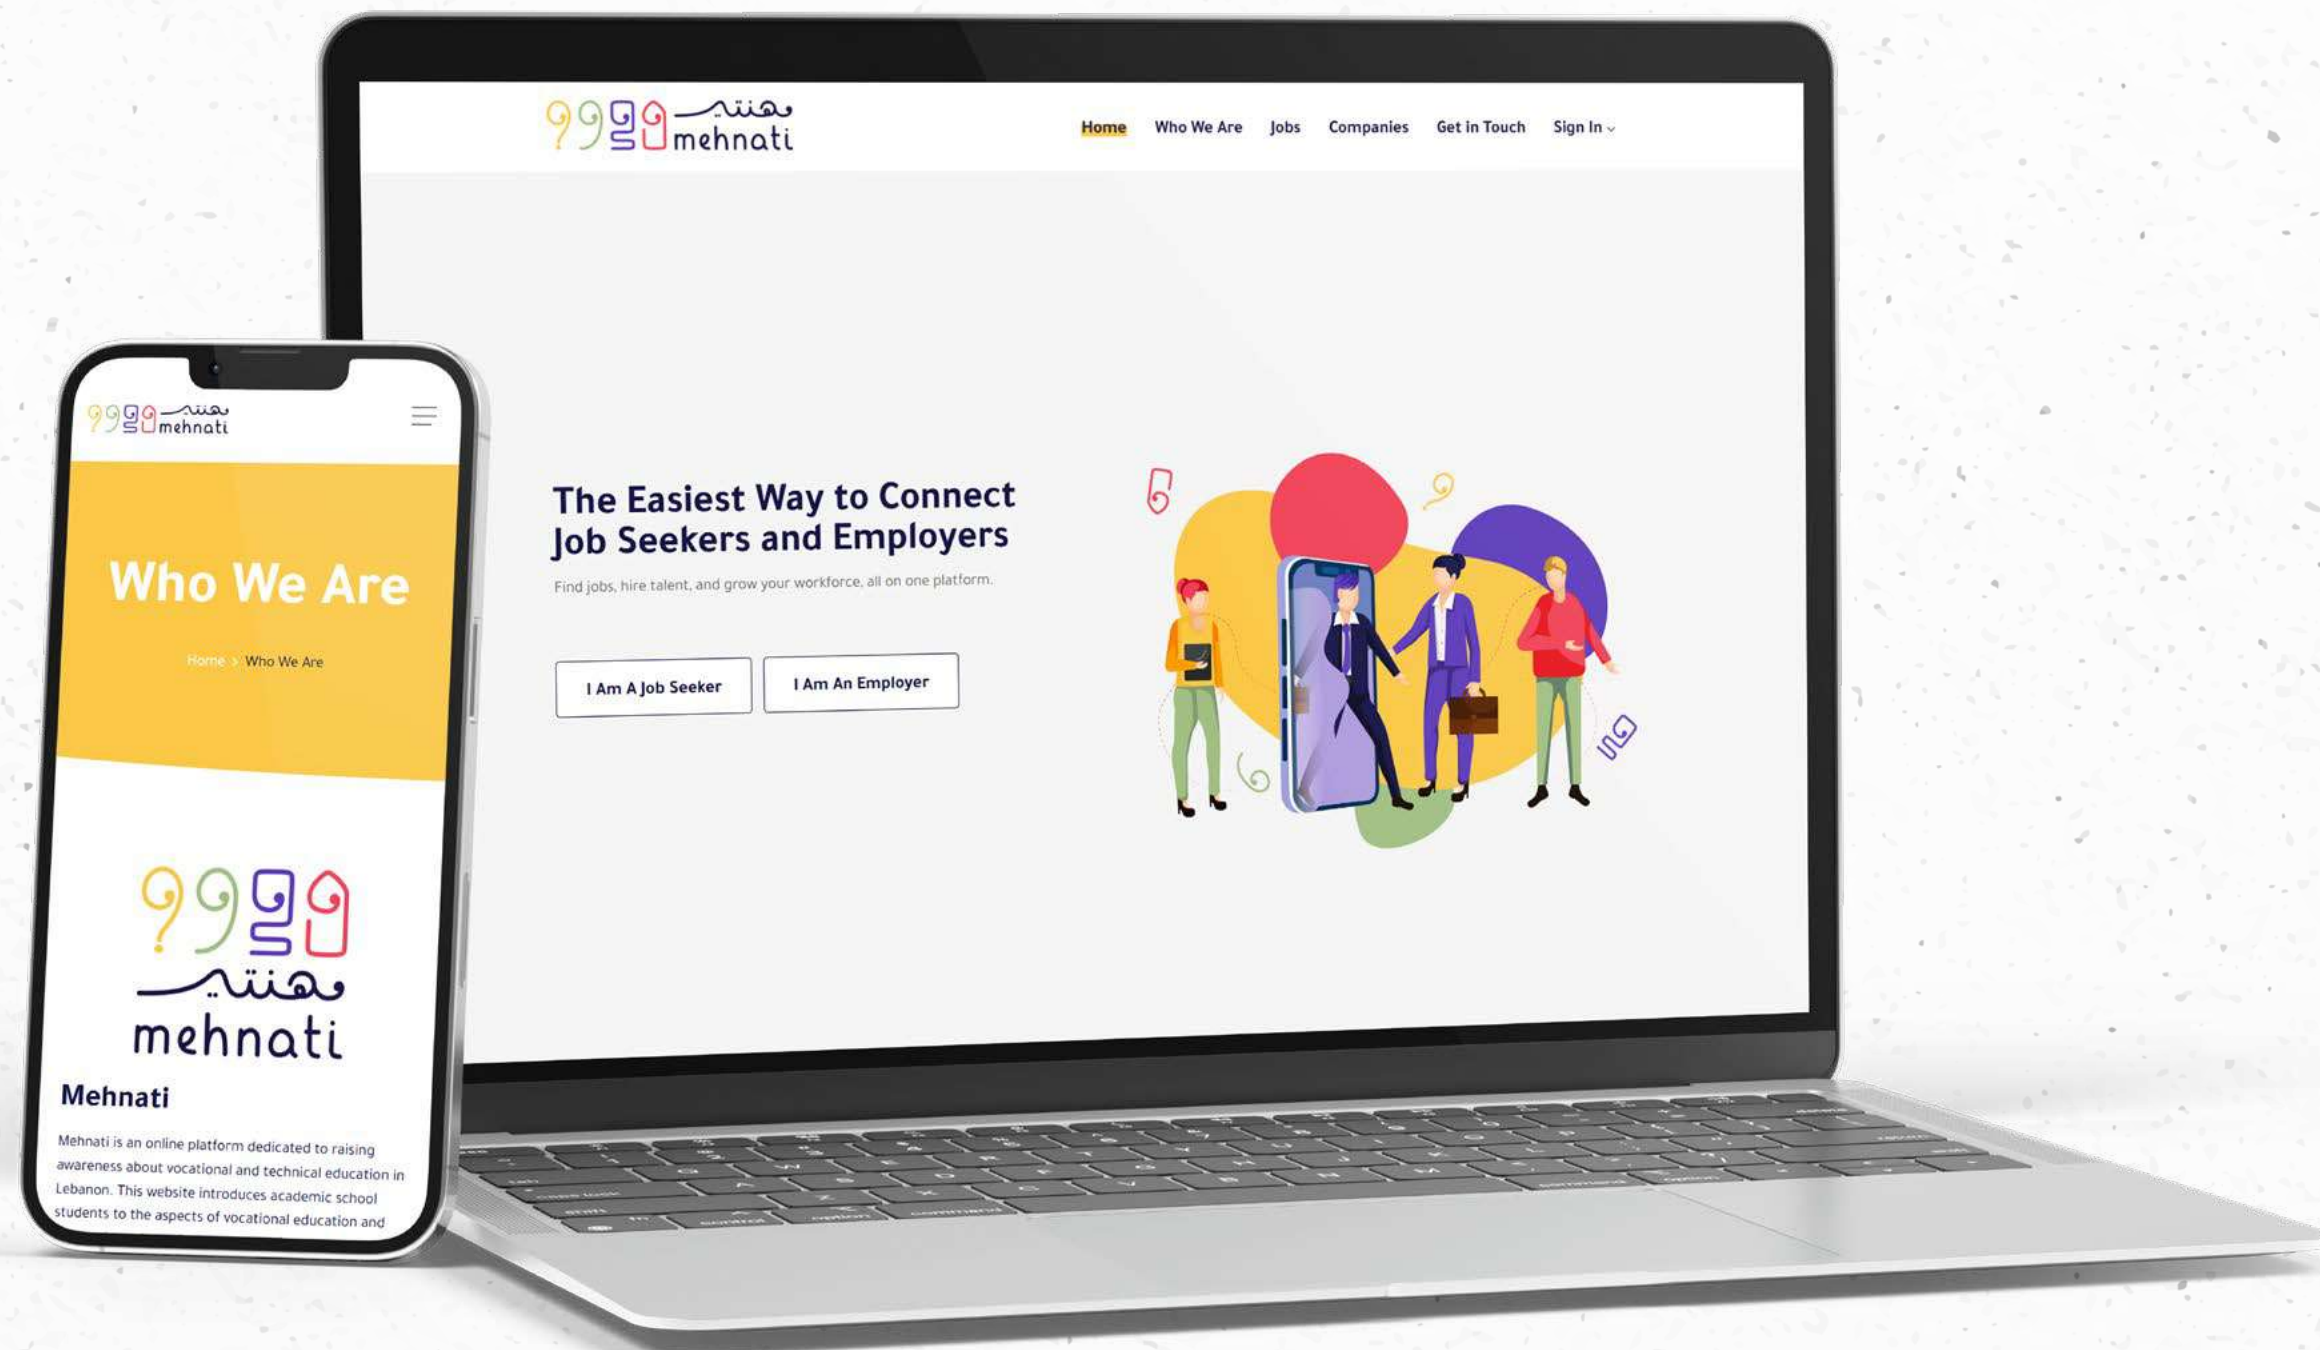 مهنتي
mehnati
Home Who We Are Jobs Companies Get in Touch Sign In
The Easiest Way to Connect
Job Seekers and Employers
Find jobs, hire talent, and grow your workforce, all on one platform.
I Am A Job Seeker
I Am An Employer
مهنتي
mehnati
Who We Are
Home > Who We Are
مهنتي
mehnati
Mehnati
Mehnati is an online platform dedicated to raising
awareness about vocational and technical education in
Lebanon. This website introduces academic school
students to the aspects of vocational education and